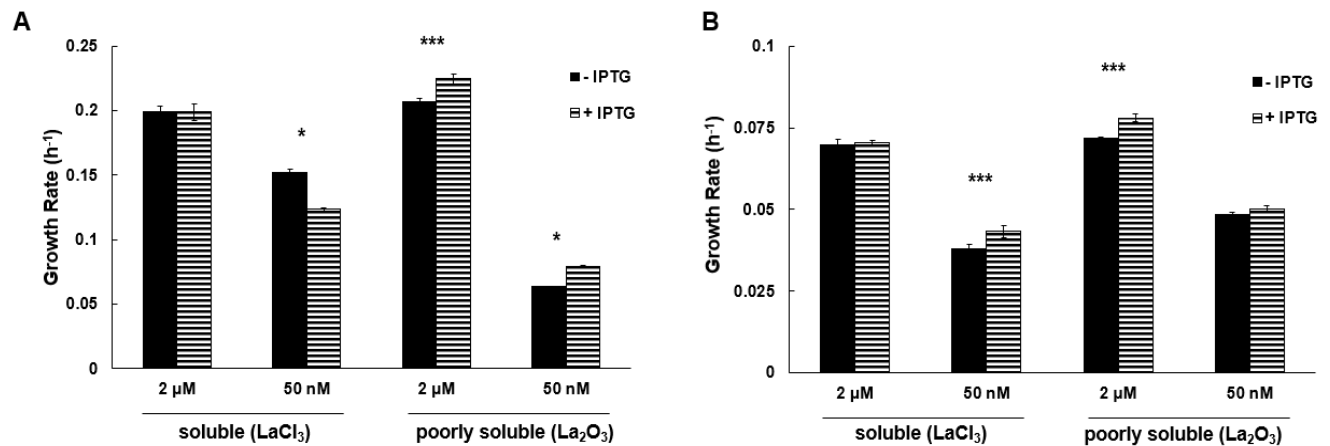 A
Growth Rate (h⁻¹)
0.25
0.2
0.15
0.1
0.05
0
*
***
*
- IPTG
+ IPTG
2 µM 50 nM 2 µM 50 nM
soluble (LaCl₃) poorly soluble (La₂O₃)
B
Growth Rate (h⁻¹)
0.1
0.075
0.05
0.025
0
***
***
- IPTG
+ IPTG
2 µM 50 nM 2 µM 50 nM
soluble (LaCl₃) poorly soluble (La₂O₃)